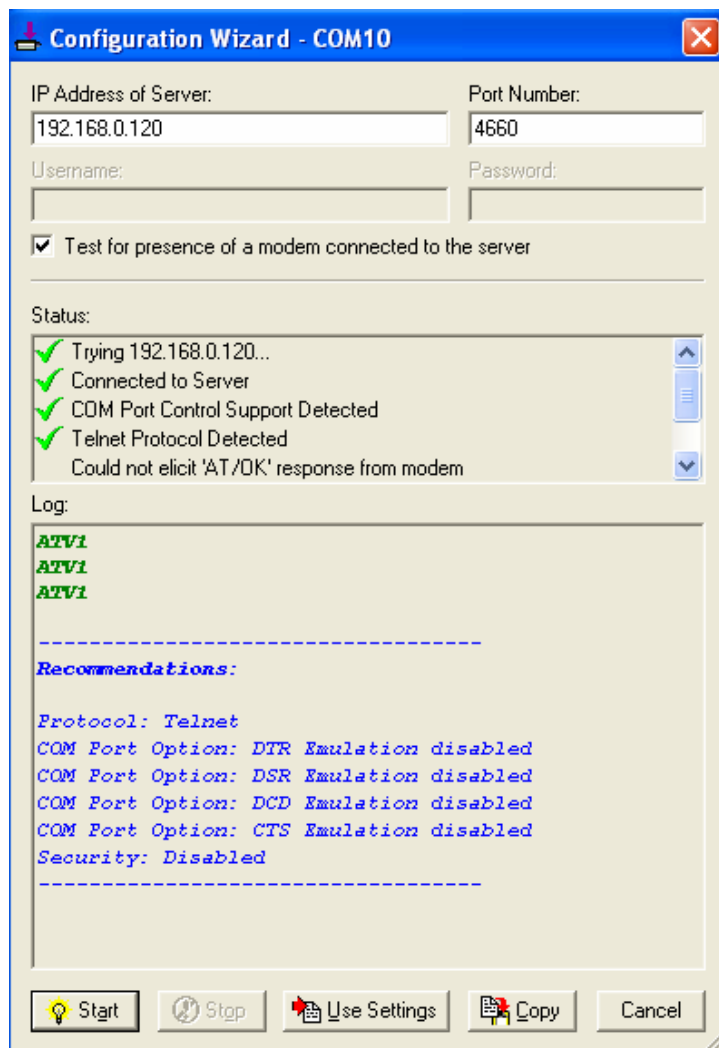 Configuration Wizard - COM10
IP Address of Server: Port Number:
192.168.0.120 4660
Username: Password:
Test for presence of a modem connected to the server
Status:
Trying 192.168.0.120...
Connected to Server
COM Port Control Support Detected
Telnet Protocol Detected
Could not elicit 'AT/OK' response from modem
Log:
ATV1
ATV1
ATV1
-----------------------------------
Recommendations:
Protocol: Telnet
COM Port Option: DTR Emulation disabled
COM Port Option: DSR Emulation disabled
COM Port Option: DCD Emulation disabled
COM Port Option: CTS Emulation disabled
Security: Disabled
-----------------------------------
Start Stop Use Settings Copy Cancel